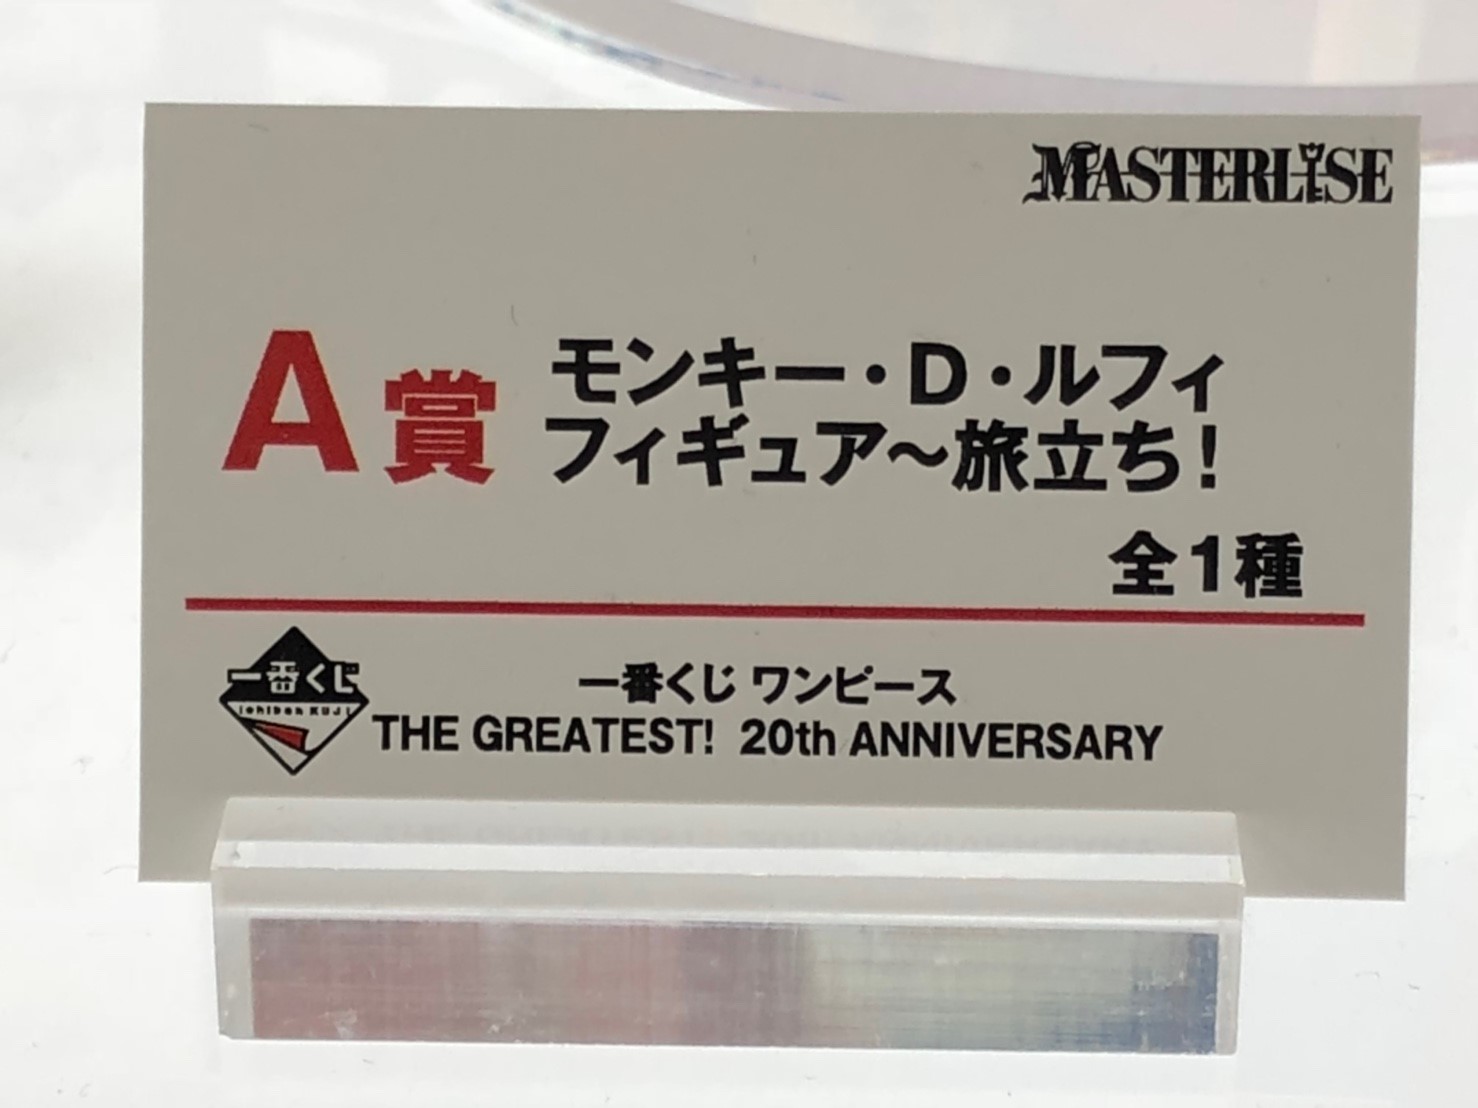 MASTERLISE
A賞
モンキー・D・ルフィ
フィギュア～旅立ち!
全1種
一番くじ
Ichiban KUJI
一番くじ ワンピース
THE GREATEST! 20th ANNIVERSARY